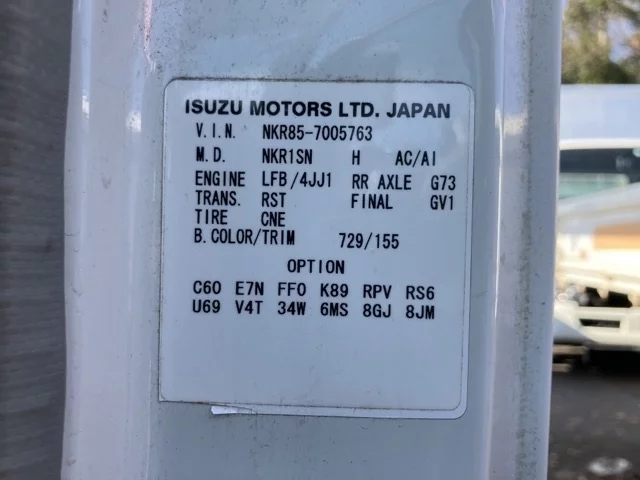 ISUZU MOTORS LTD. JAPAN
V.I.N. NKR85-7005763
M.D. NKR1SN H AC/AI
ENGINE LFB/4JJ1 RR AXLE G73
TRANS. RST FINAL GV1
TIRE CNE
B.COLOR/TRIM 729/155
OPTION
C60 E7N FF0 K89 RPV RS6
U69 V4T 34W 6MS 8GJ 8JM